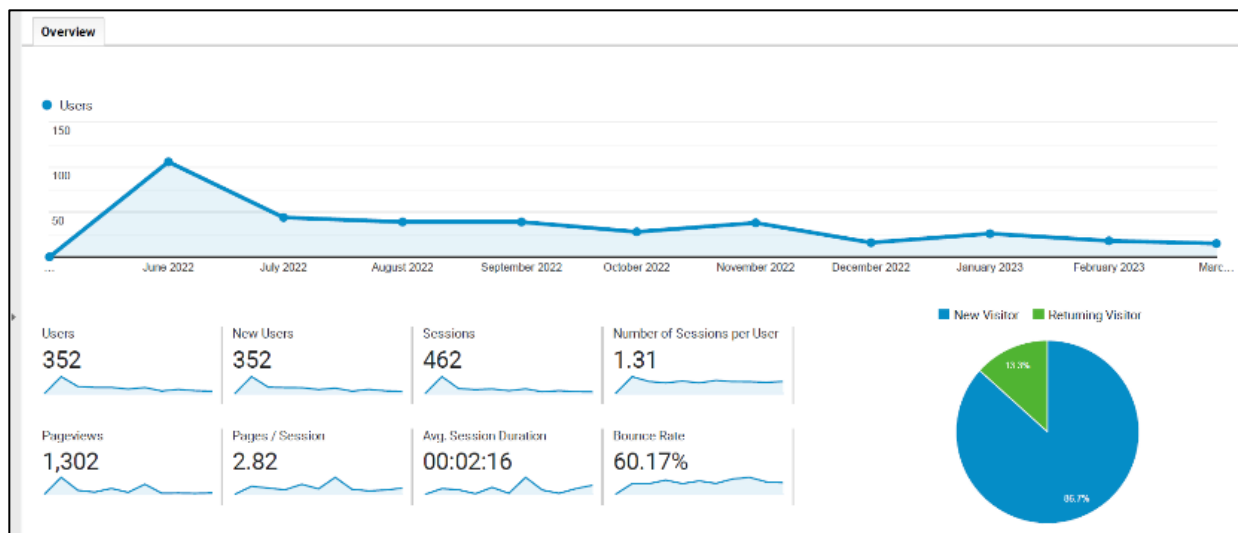 Overview
Users
150
100
50
...
June 2022
July 2022
August 2022
September 2022
October 2022
November 2022
December 2022
January 2023
February 2023
Marc...
New Visitor
Returning Visitor
Users
352
New Users
352
Sessions
462
Number of Sessions per User
1.31
Pageviews
1,302
Pages / Session
2.82
Avg. Session Duration
00:02:16
Bounce Rate
60.17%
13.3%
86.7%